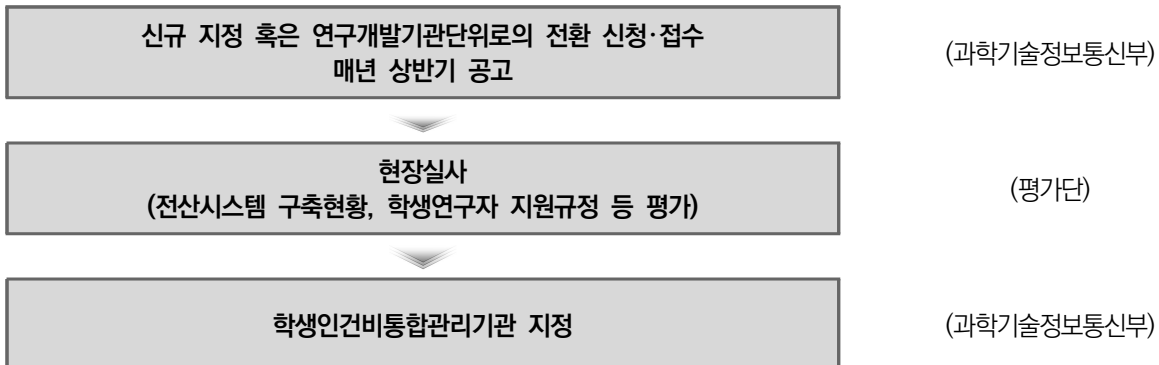 신규 지정 혹은 연구개발기관단위로의 전환 신청·접수
매년 상반기 공고
(과학기술정보통신부)
현장실사
(전산시스템 구축현황, 학생연구자 지원규정 등 평가)
(평가단)
학생인건비통합관리기관 지정
(과학기술정보통신부)